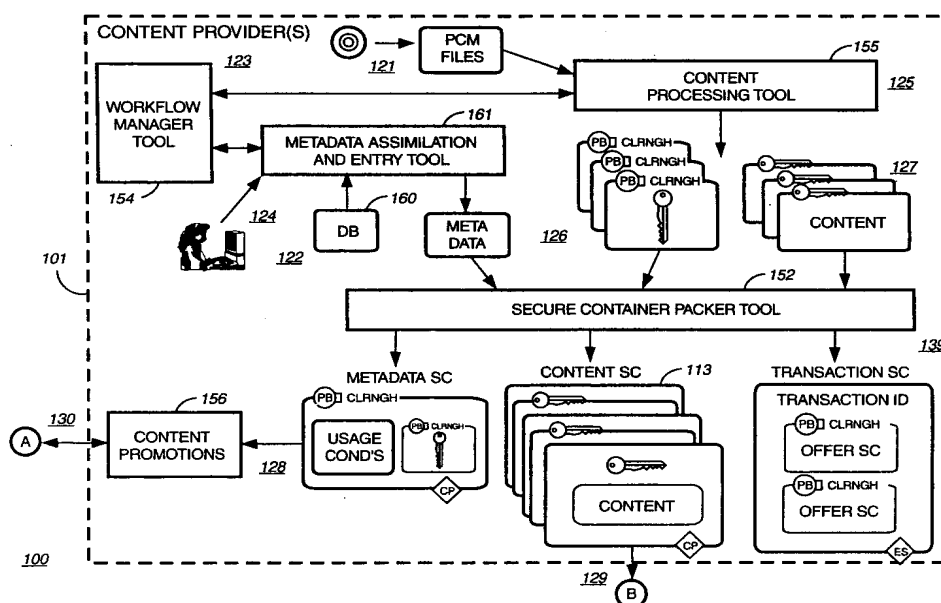 CONTENT PROVIDER(S)
123
121
PCM
FILES
155
CONTENT
PROCESSING TOOL
125
WORKFLOW
MANAGER
TOOL
154
161
METADATA ASSIMILATION
AND ENTRY TOOL
124
122
DB
160
META
DATA
PB CLRNGH
PB CLRNGH
PB CLRNGH
126
127
CONTENT
101
152
SECURE CONTAINER PACKER TOOL
139
METADATA SC
PB CLRNGH
USAGE
COND'S
PB CLRNGH
CP
CONTENT SC
113
CONTENT
CP
TRANSACTION SC
TRANSACTION ID
PB CLRNGH
OFFER SC
PB CLRNGH
OFFER SC
ES
A
130
156
CONTENT
PROMOTIONS
128
100
129
B